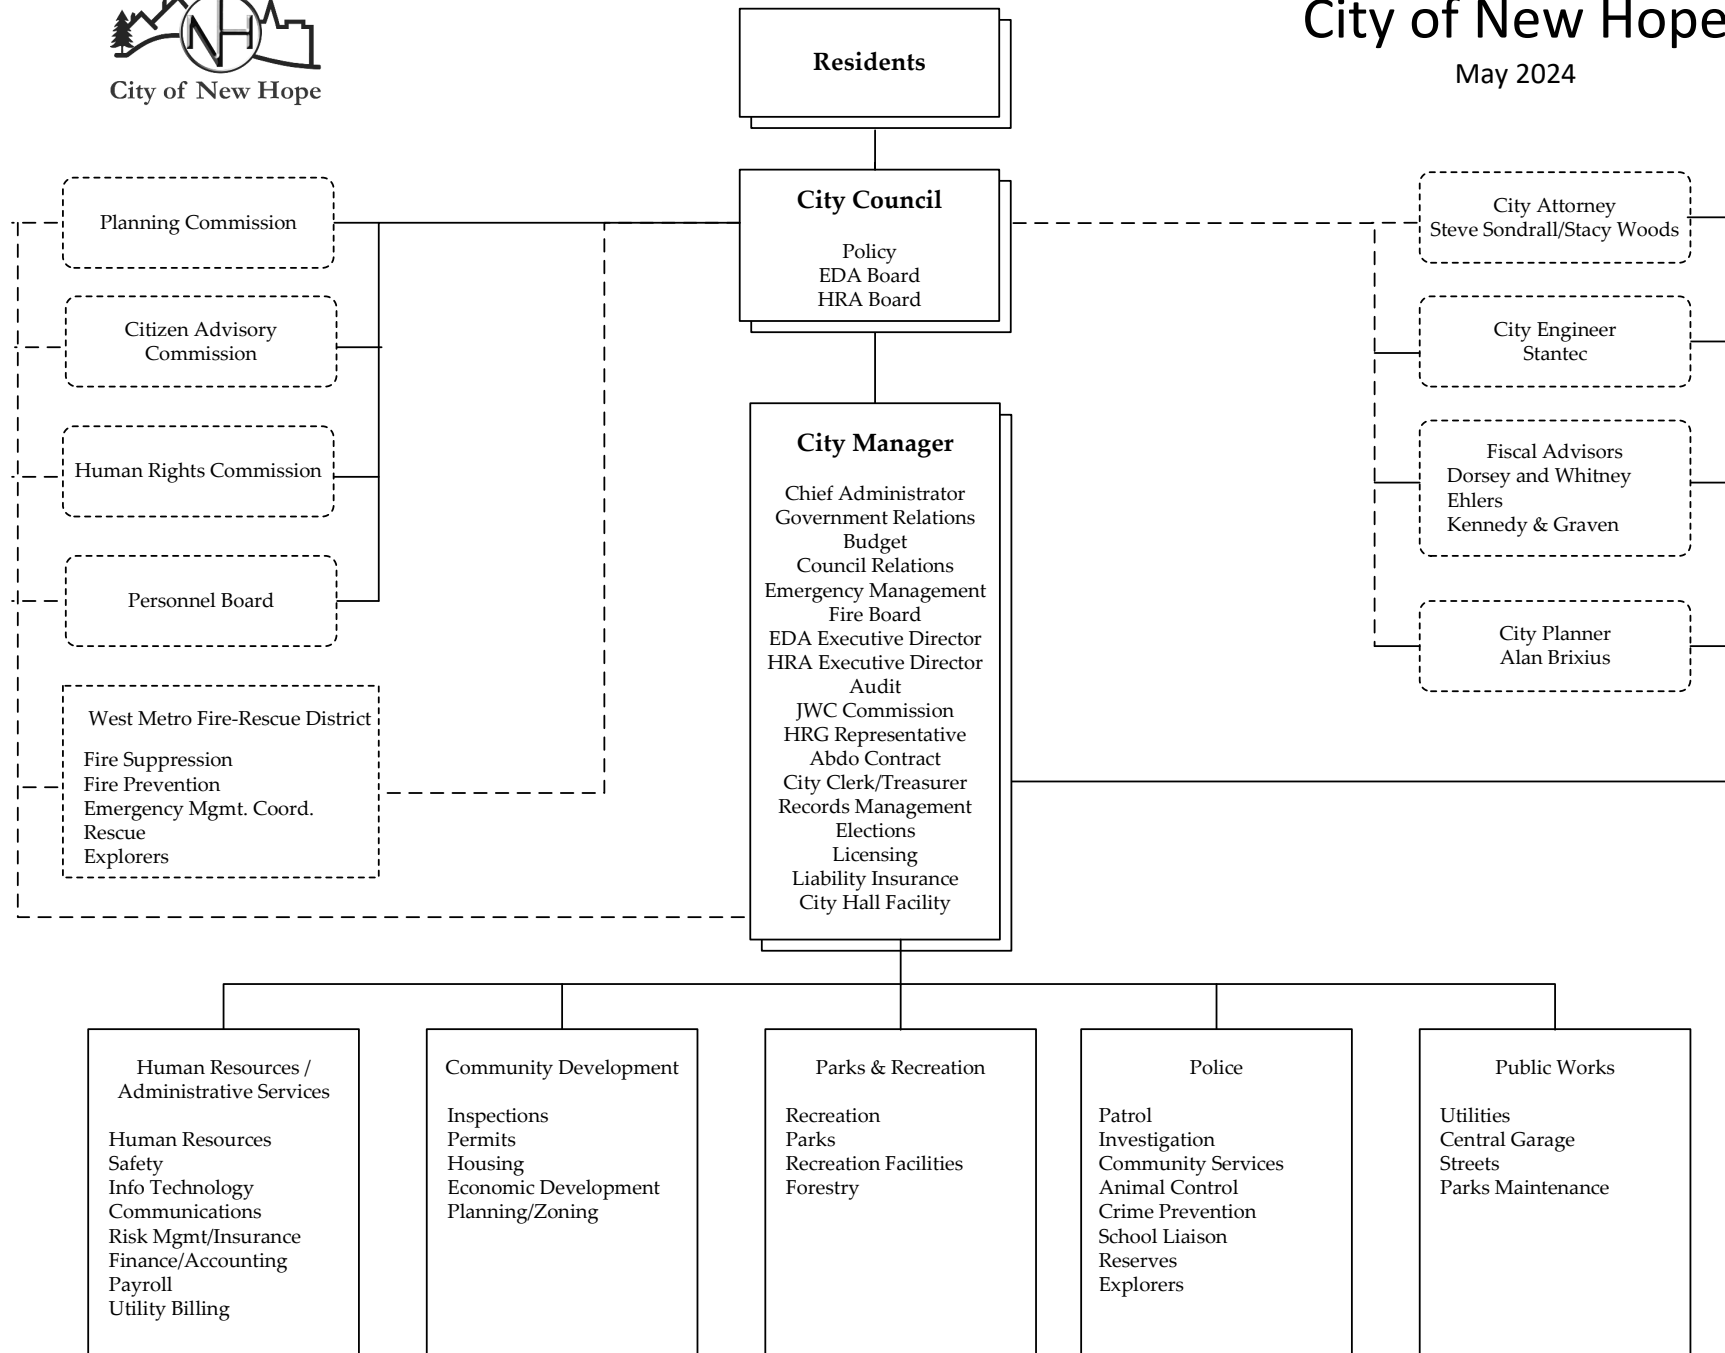 NH
City of New Hope
City of New Hope
May 2024
Residents
City Council
Policy
EDA Board
HRA Board
Planning Commission
Citizen Advisory
Commission
Human Rights Commission
Personnel Board
West Metro Fire-Rescue District
Fire Suppression
Fire Prevention
Emergency Mgmt. Coord.
Rescue
Explorers
City Manager
Chief Administrator
Government Relations
Budget
Council Relations
Emergency Management
Fire Board
EDA Executive Director
HRA Executive Director
Audit
JWC Commission
HRG Representative
Abdo Contract
City Clerk/Treasurer
Records Management
Elections
Licensing
Liability Insurance
City Hall Facility
City Attorney
Steve Sondrall/Stacy Woods
City Engineer
Stantec
Fiscal Advisors
Dorsey and Whitney
Ehlers
Kennedy & Graven
City Planner
Alan Brixius
Human Resources /
Administrative Services
Human Resources
Safety
Info Technology
Communications
Risk Mgmt/Insurance
Finance/Accounting
Payroll
Utility Billing
Community Development
Inspections
Permits
Housing
Economic Development
Planning/Zoning
Parks & Recreation
Recreation
Parks
Recreation Facilities
Forestry
Police
Patrol
Investigation
Community Services
Animal Control
Crime Prevention
School Liaison
Reserves
Explorers
Public Works
Utilities
Central Garage
Streets
Parks Maintenance